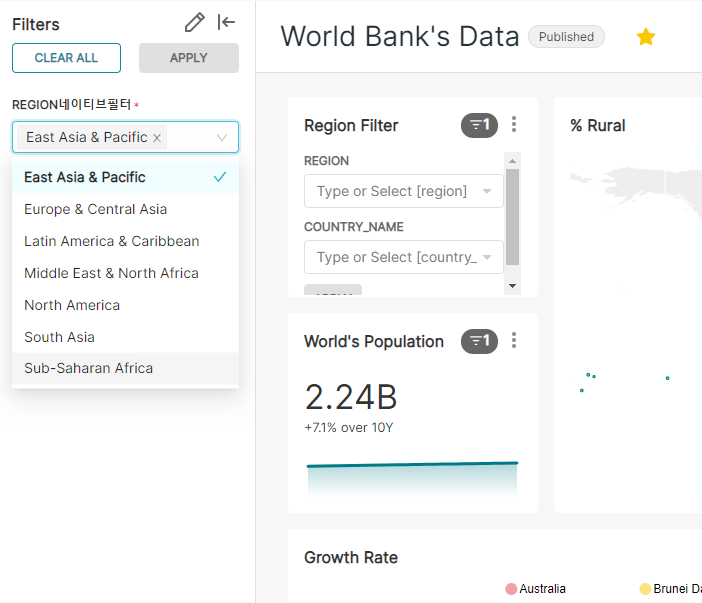 Filters
CLEAR ALL
APPLY
REGION네이티브필터 *
East Asia & Pacific ×
East Asia & Pacific
Europe & Central Asia
Latin America & Caribbean
Middle East & North Africa
North America
South Asia
Sub-Saharan Africa
World Bank's Data
Published
Region Filter
1
REGION
Type or Select [region]
COUNTRY_NAME
Type or Select [country_
% Rural
World's Population
1
2.24B
+7.1% over 10Y
Growth Rate
Australia
Brunei Da